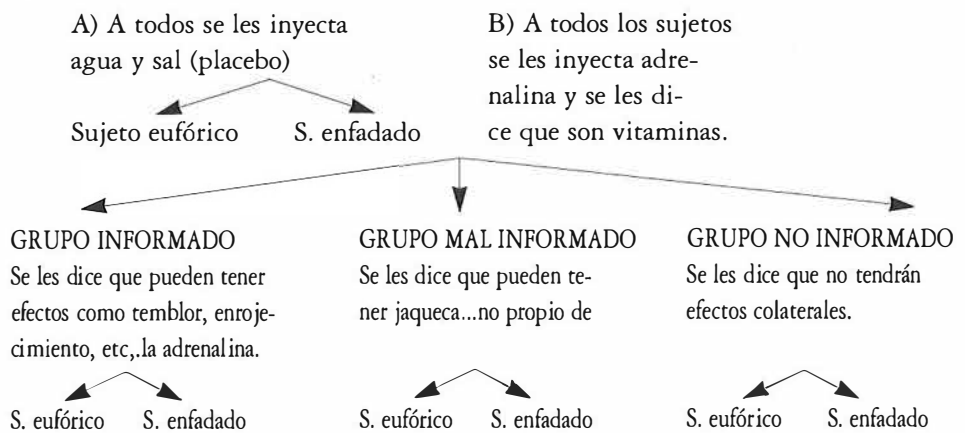 A) A todos se les inyecta
agua y sal (placebo)
Sujeto eufórico
S. enfadado
B) A todos los sujetos
se les inyecta adre-
nalina y se les di-
ce que son vitaminas.
GRUPO INFORMADO
Se les dice que pueden tener
efectos como temblor, enroje-
cimiento, etc,.la adrenalina.
S. eufórico
S. enfadado
GRUPO MAL INFORMADO
Se les dice que pueden te-
ner jaqueca...no propio de
S. eufórico
S. enfadado
GRUPO NO INFORMADO
Se les dice que no tendrán
efectos colaterales.
S. eufórico
S. enfadado